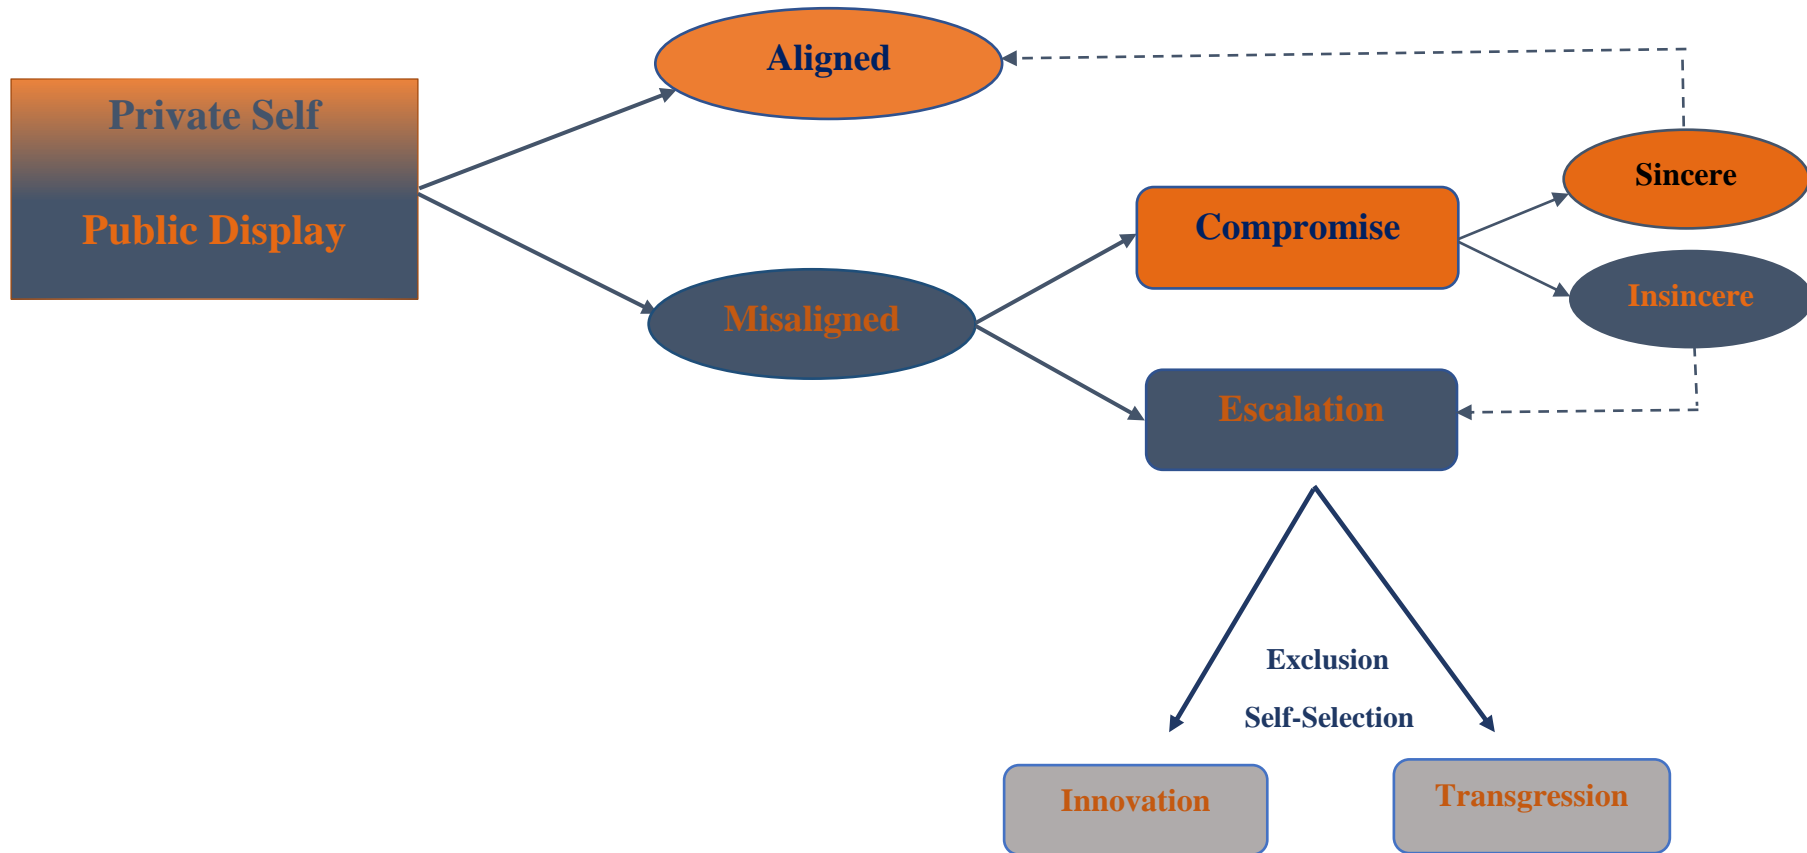 Private Self
Public Display
Aligned
Misaligned
Compromise
Escalation
Sincere
Insincere
Exclusion
Self-Selection
Innovation
Transgression